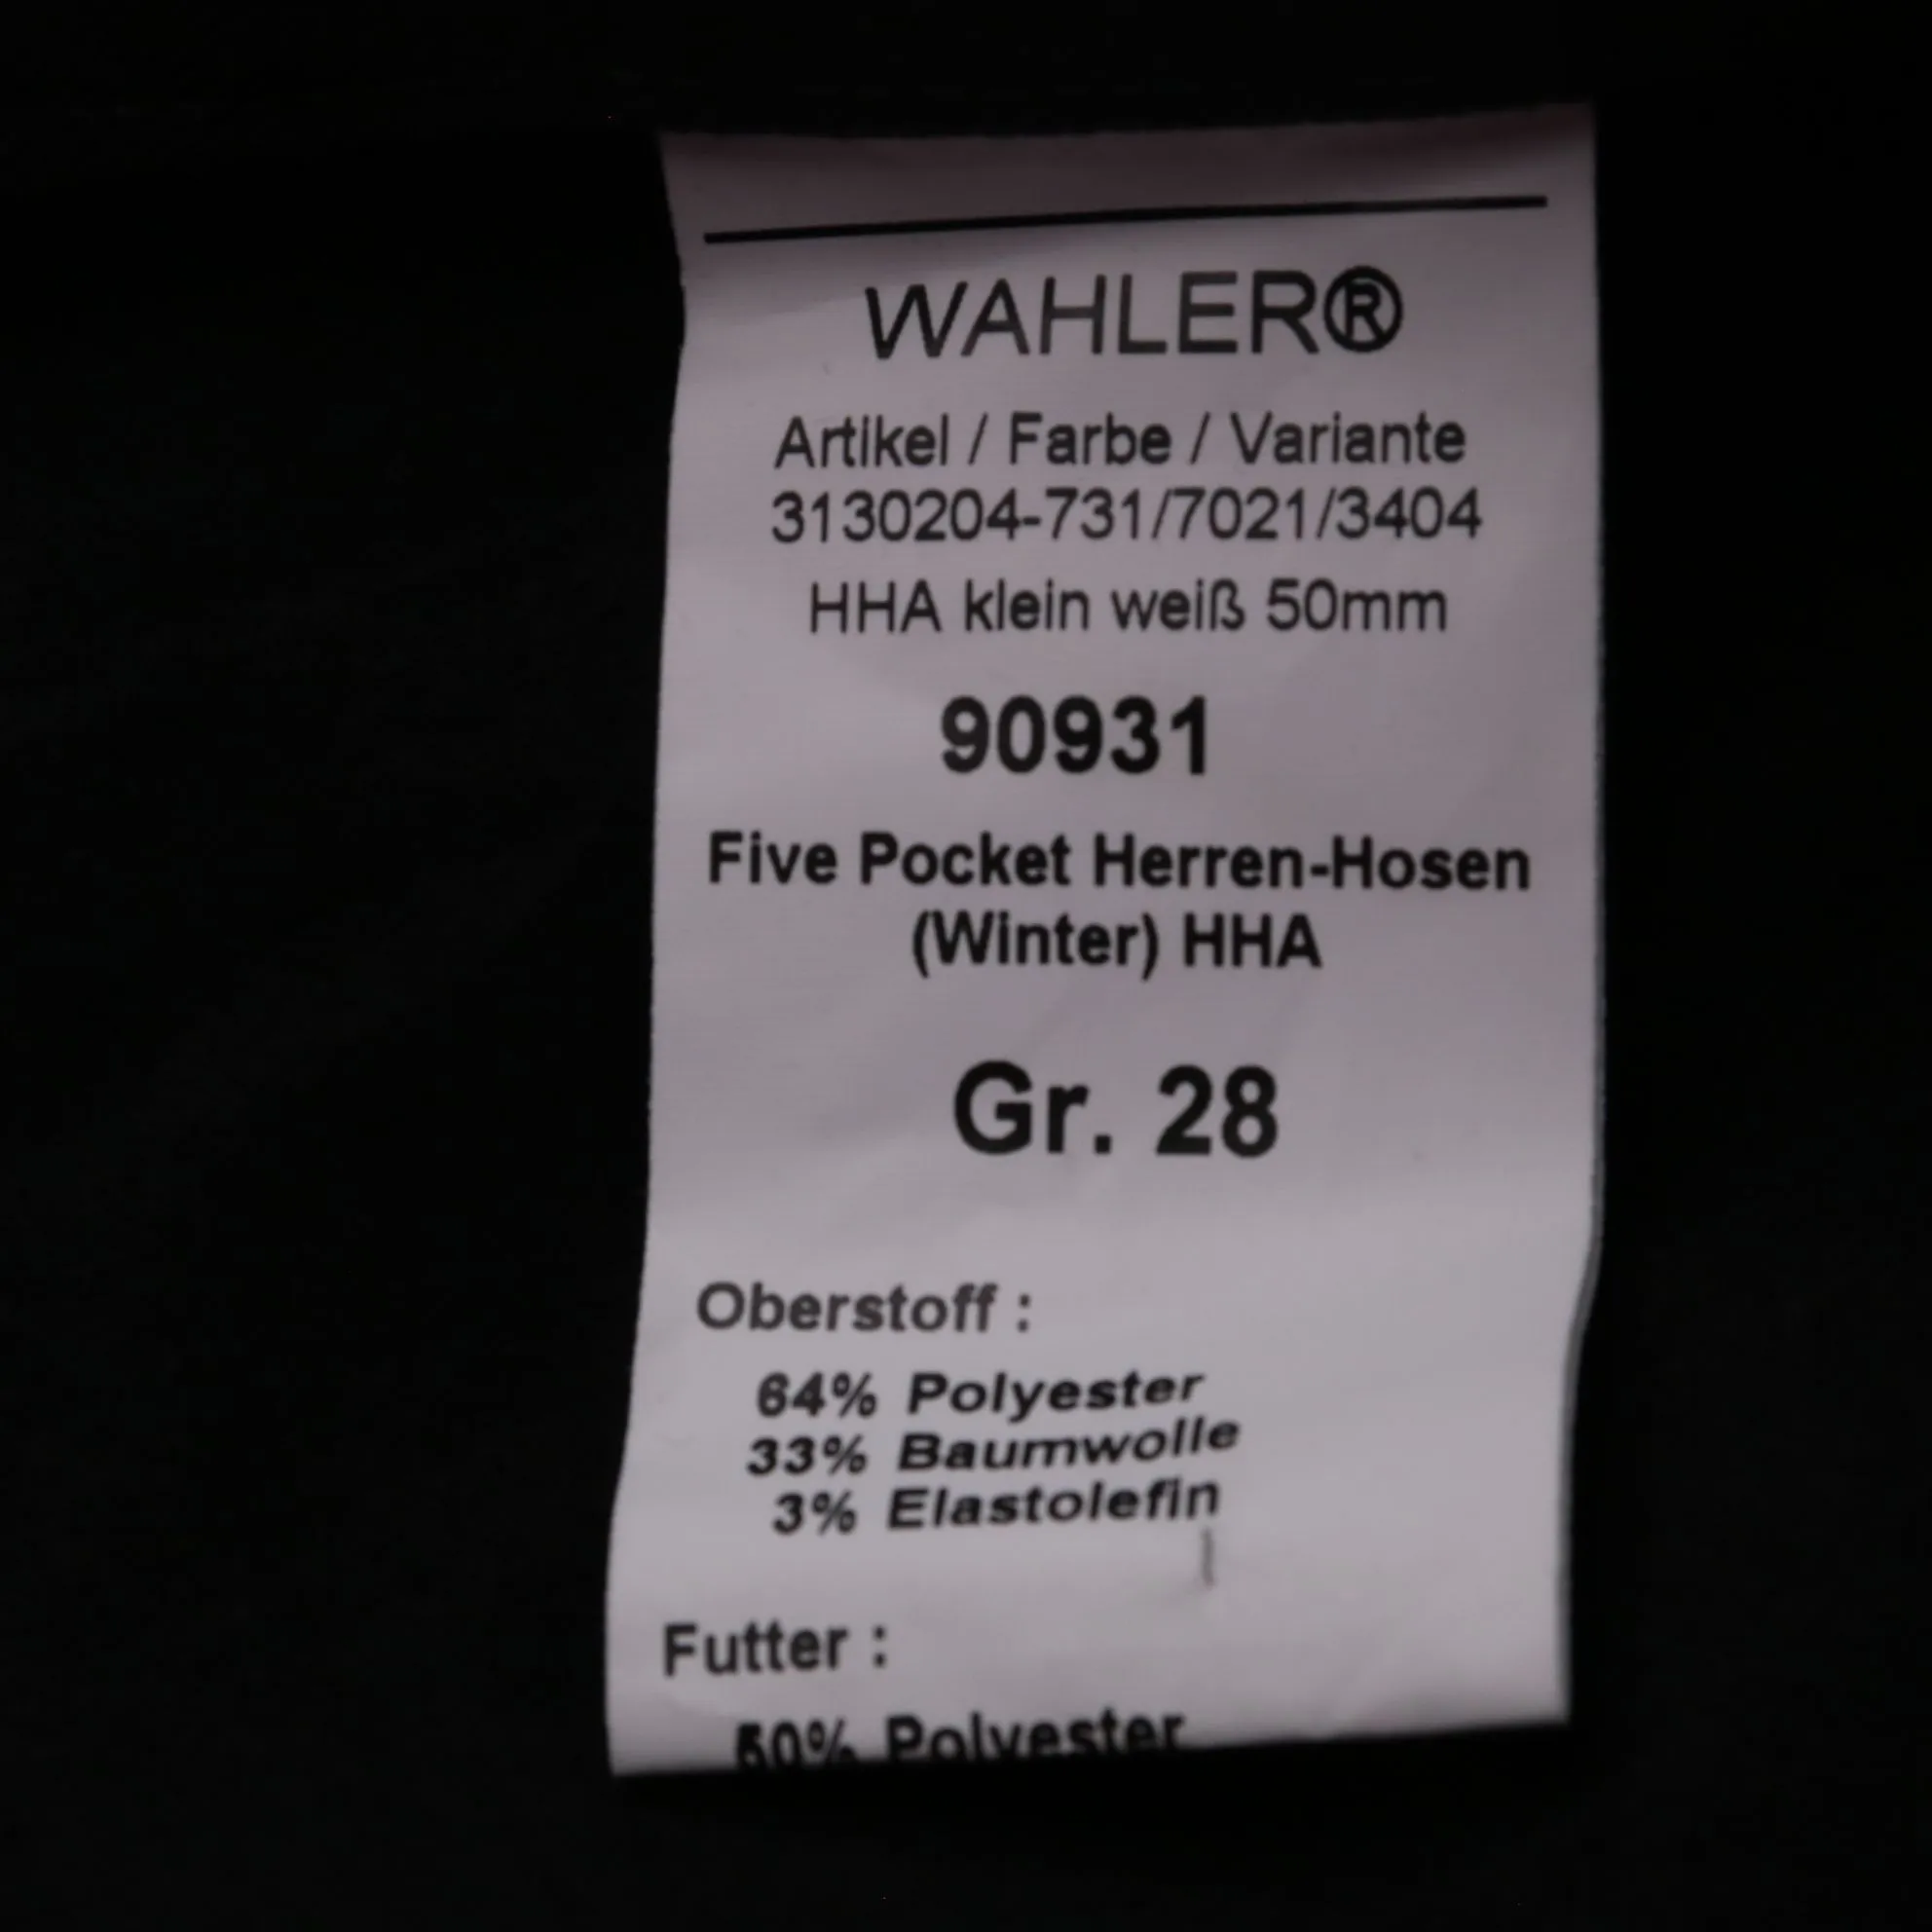 WAHLER®
Artikel / Farbe / Variante
3130204-731/7021/3404
HHA klein weiß 50mm
90931
Five Pocket Herren-Hosen
(Winter) HHA
Gr. 28
Oberstoff :
64% Polyester
33% Baumwolle
3% Elastolefin
Futter :
Polyester